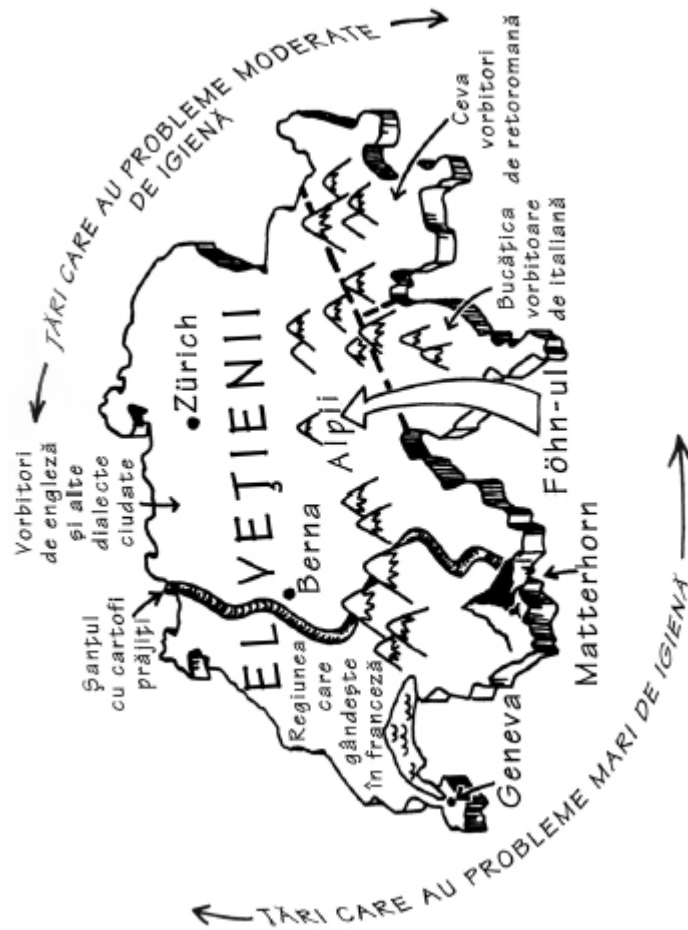 ȚĂRI CARE AU PROBLEME MODERATE
DE IGIENĂ
Vorbitori
de engleză
și alte
dialecte
ciudate
Șanțul
cu cartofi
prăjiți
Zürich
ELVEȚIENII
Berna
Regiunea
care
gândește
în franceză
Alpii
Ceva
vorbitori
de retoromană
Bucățica
vorbitoare
de italiană
Geneva
Matterhorn
Föhn-ul
ȚĂRI CARE AU PROBLEME MARI DE IGIENĂ